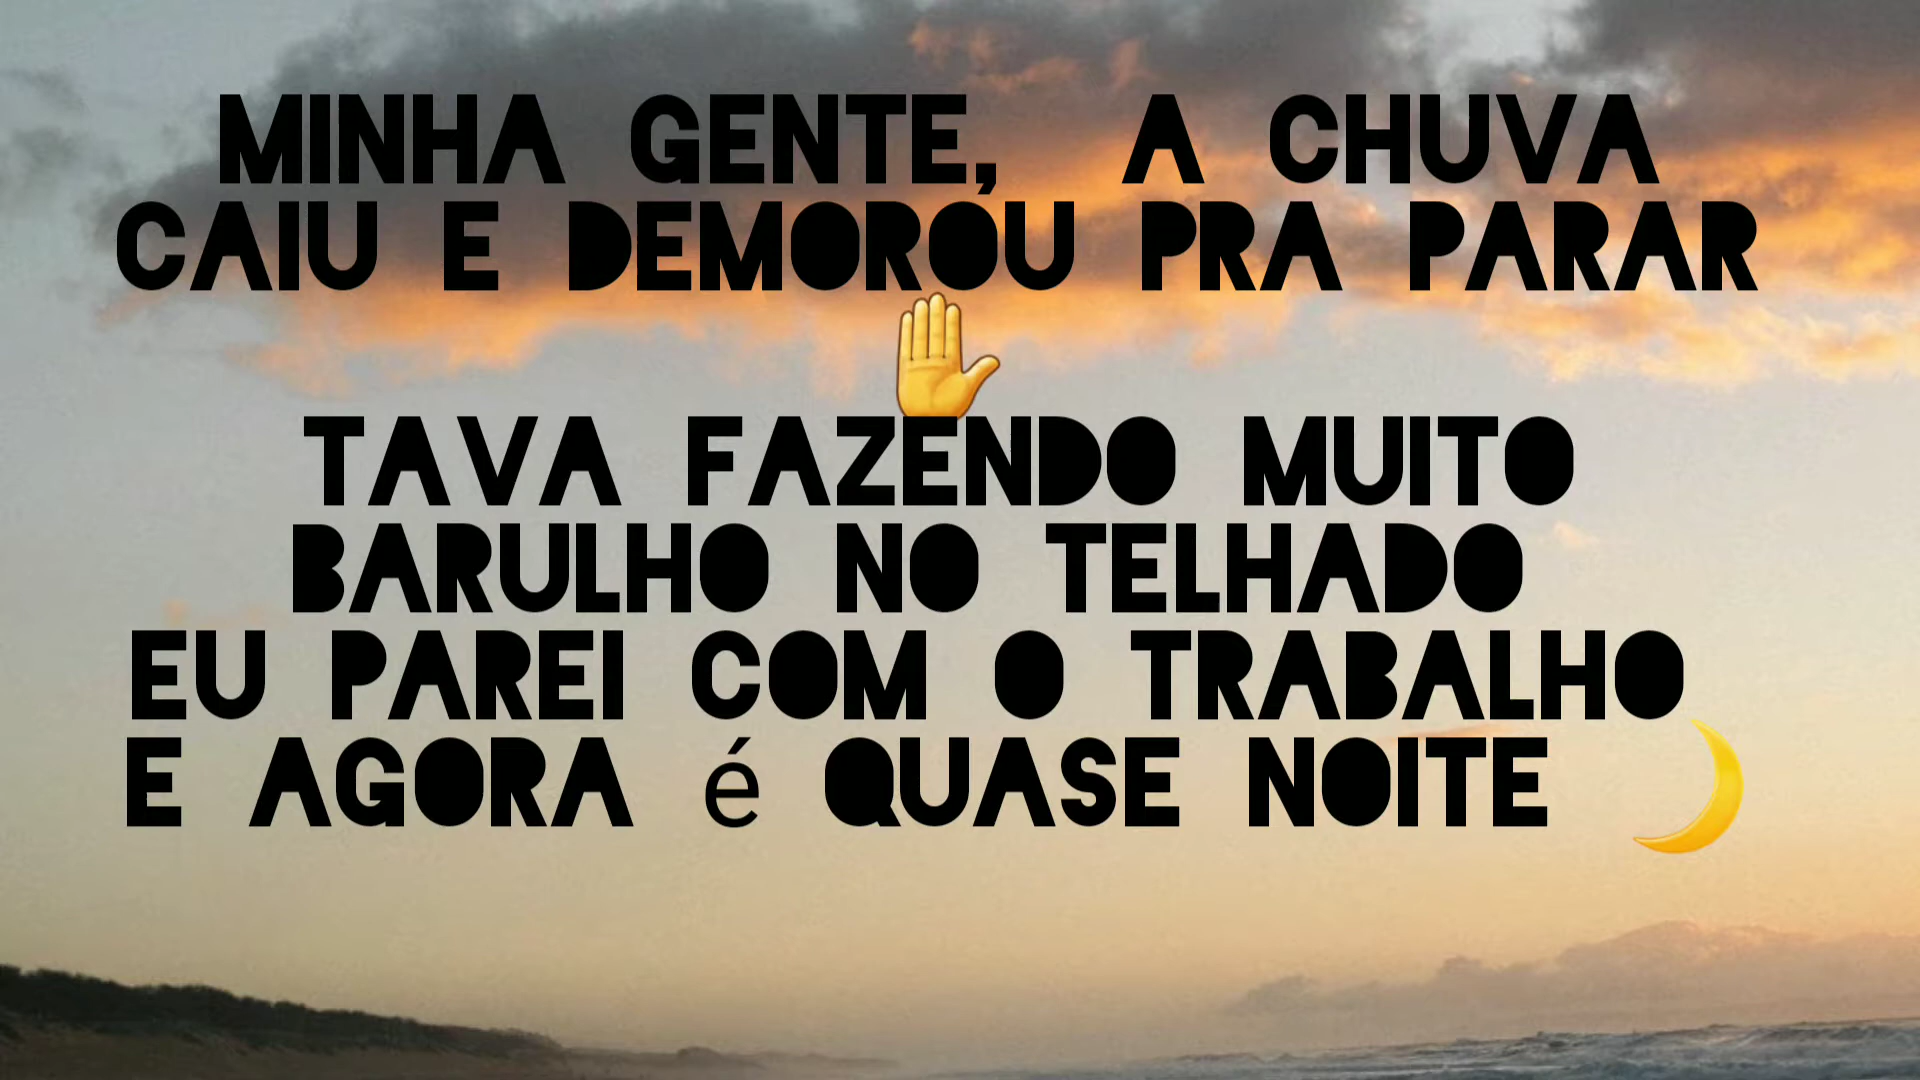 MINHA GENTE, A CHUVA
CAIU E DEMOROU PRA PARAR
✋
TAVA FAZENDO MUITO
BARULHO NO TELHADO
EU PAREI COM O TRABALHO
E AGORA é QUASE NOITE 🌙